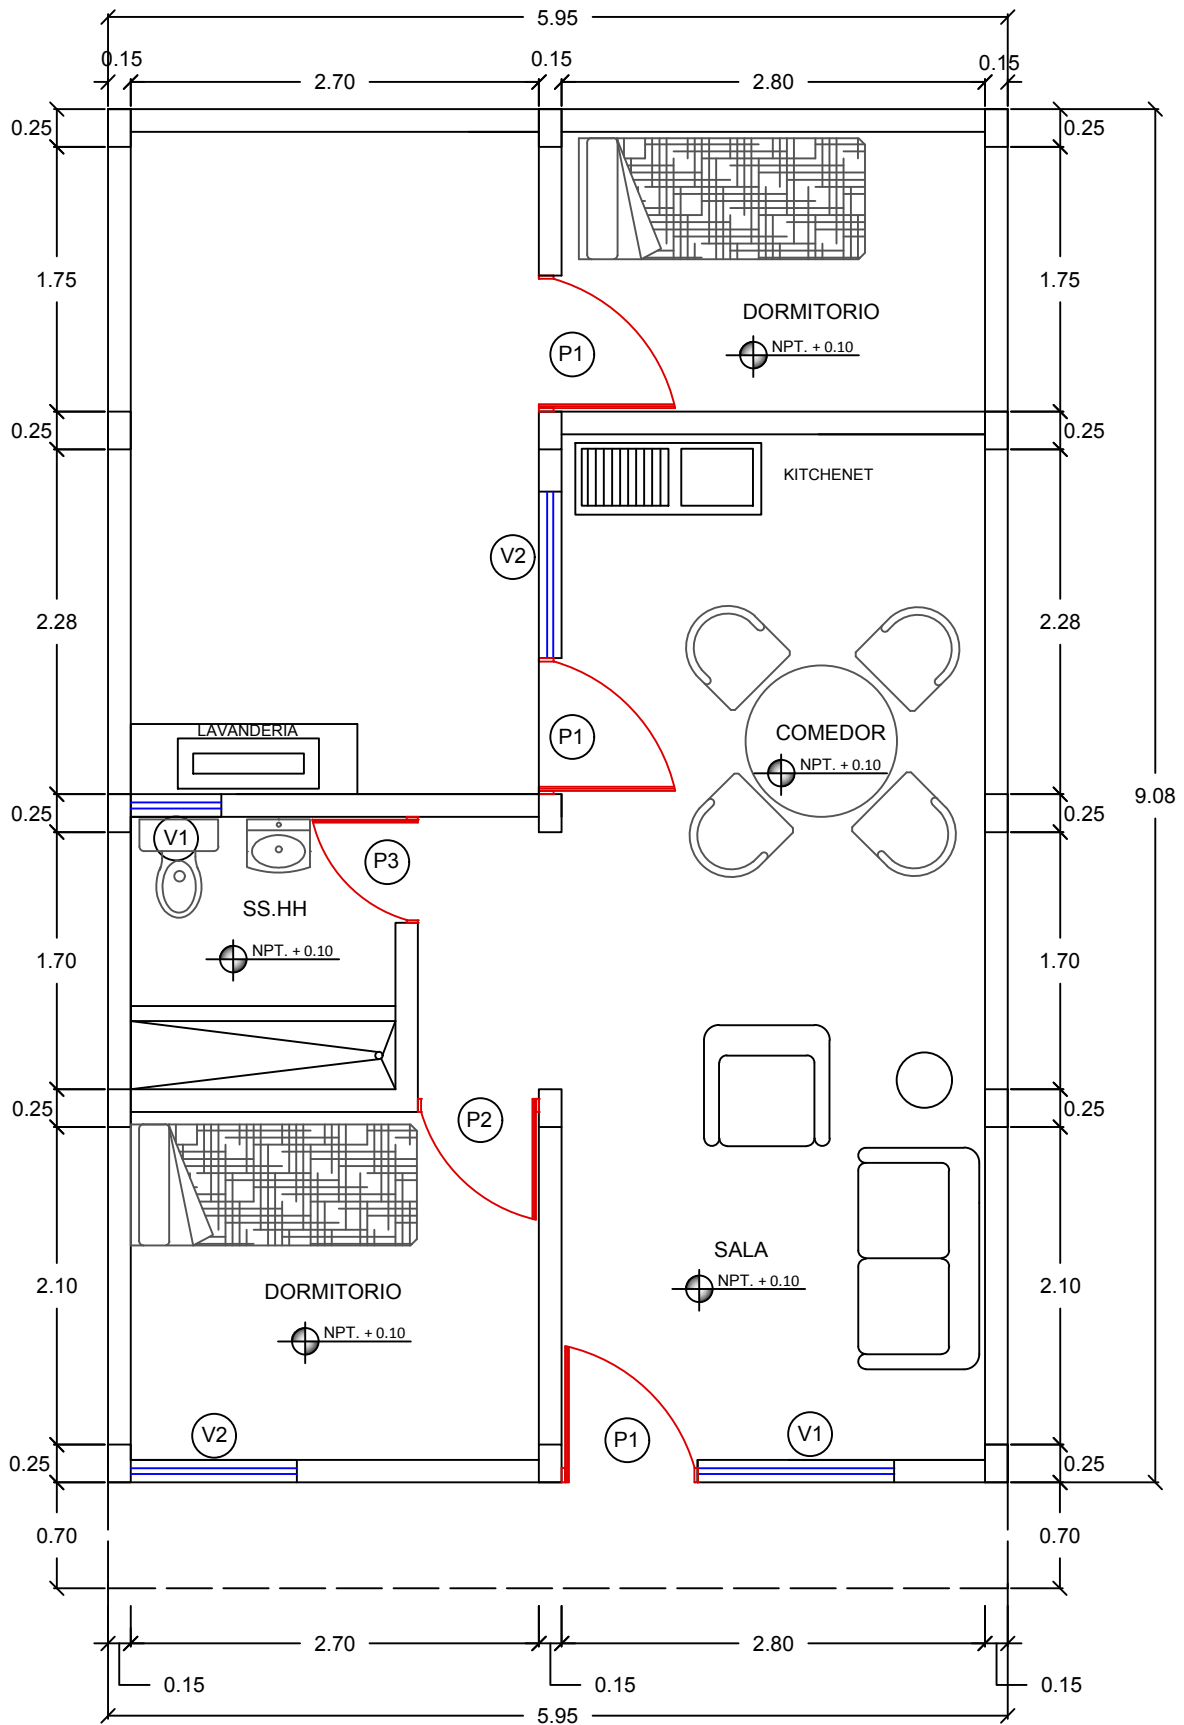 5.95
0.15
0.15
0.15
2.70
2.80
0.25
0.25
1.75
DORMITORIO
1.75
P1
NPT. + 0.10
0.25
0.25
KITCHENET
V2
2.28
2.28
LAVANDERIA
P1
COMEDOR
NPT. + 0.10
9.08
0.25
0.25
V1
P3
SS.HH
NPT. + 0.10
1.70
1.70
0.25
P2
0.25
SALA
NPT. + 0.10
2.10
DORMITORIO
2.10
NPT. + 0.10
V2
P1
V1
0.25
0.25
0.70
0.70
2.70
2.80
0.15
0.15
0.15
5.95